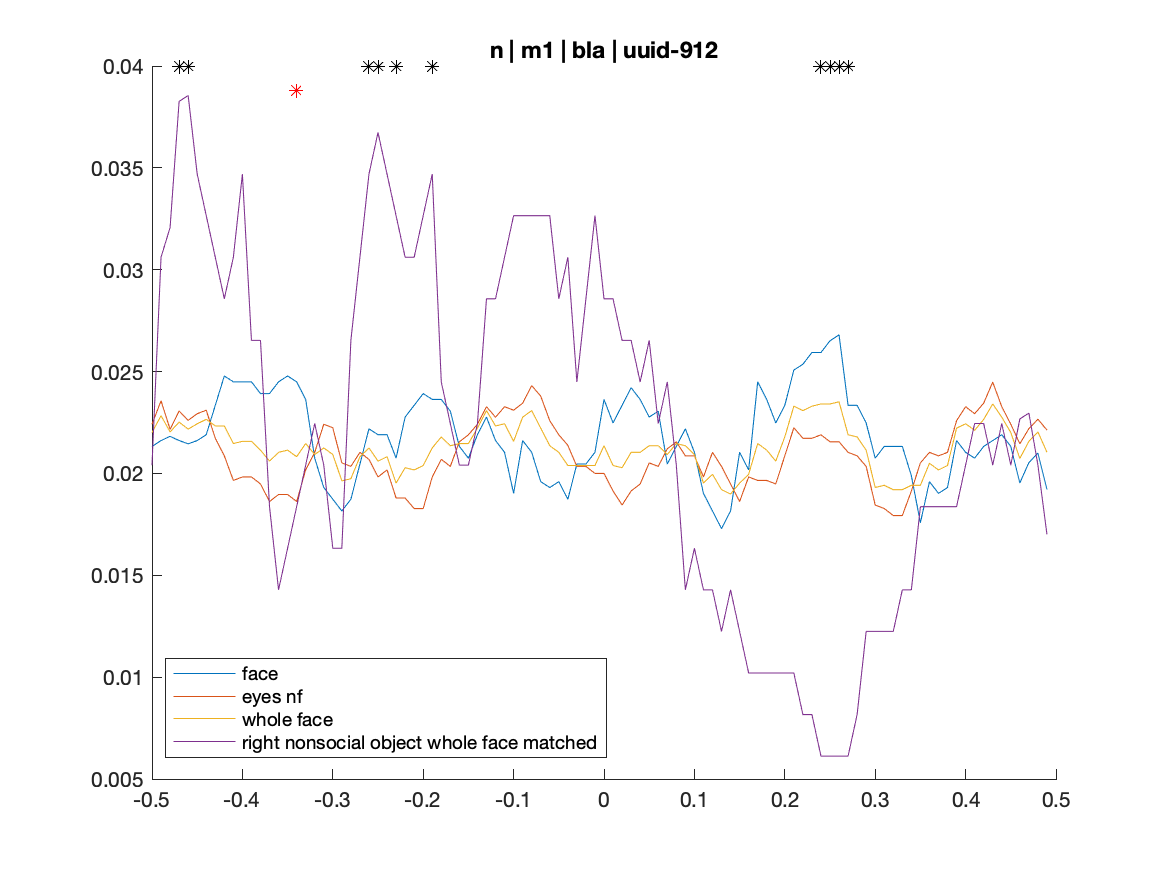 n | m1 | bla | uuid-912
0.04
0.035
0.03
0.025
0.02
0.015
0.01
0.005
face
eyes nf
whole face
right nonsocial object whole face matched
-0.5 -0.4 -0.3 -0.2 -0.1 0 0.1 0.2 0.3 0.4 0.5